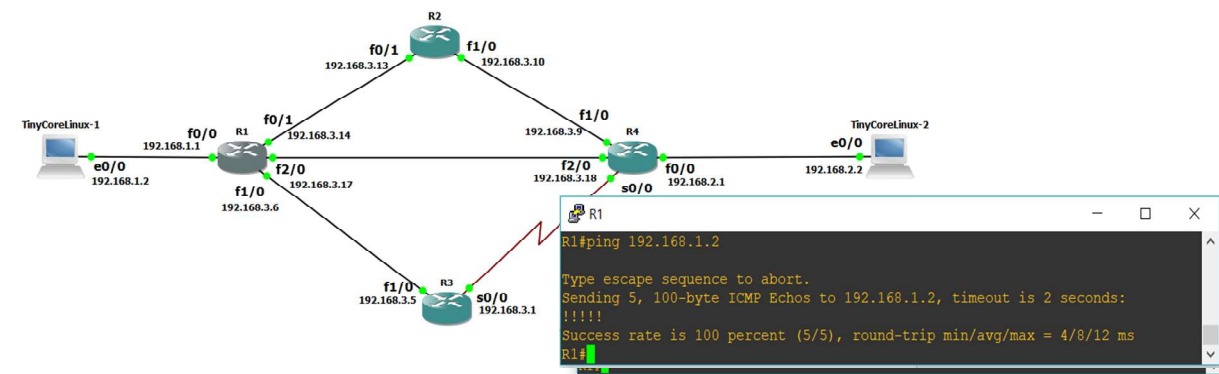 R2
f0/1
f1/0
192.168.3.13
192.168.3.10
TinyCoreLinux-1
f0/0
R1
f0/1
192.168.1.1
192.168.3.14
e0/0
192.168.1.2
f2/0
192.168.3.17
f1/0
192.168.3.6
f1/0
192.168.3.9
R4
f2/0
192.168.3.18
f0/0
192.168.2.1
s0/0
TinyCoreLinux-2
e0/0
192.168.2.2
f1/0
R3
192.168.3.5
s0/0
192.168.3.1
R1
R1#ping 192.168.1.2
Type escape sequence to abort.
Sending 5, 100-byte ICMP Echos to 192.168.1.2, timeout is 2 seconds:
!!!!!
Success rate is 100 percent (5/5), round-trip min/avg/max = 4/8/12 ms
R1#